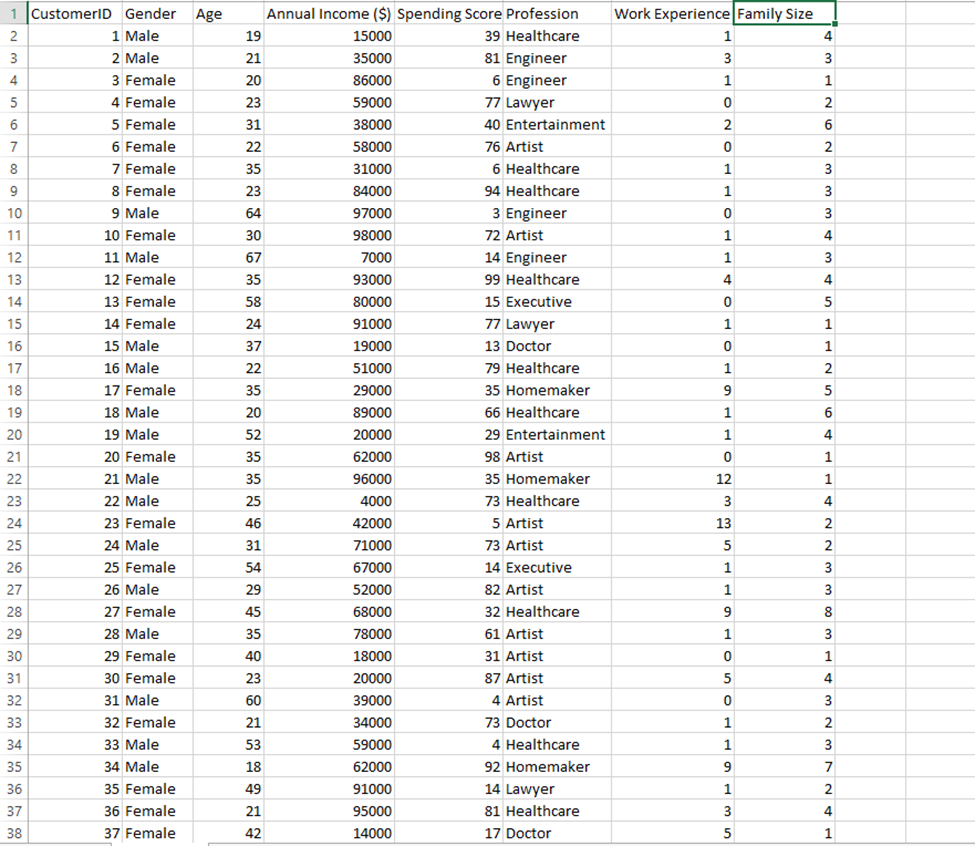 1 CustomerID Gender Age Annual Income ($) Spending Score Profession Work Experience Family Size
2 1 Male 19 15000 39 Healthcare 1 4
3 2 Male 21 35000 81 Engineer 3 3
4 3 Female 20 86000 6 Engineer 1 1
5 4 Female 23 59000 77 Lawyer 0 2
6 5 Female 31 38000 40 Entertainment 2 6
7 6 Female 22 58000 76 Artist 0 2
8 7 Female 35 31000 6 Healthcare 1 3
9 8 Female 23 84000 94 Healthcare 1 3
10 9 Male 64 97000 3 Engineer 0 3
11 10 Female 30 98000 72 Artist 1 4
12 11 Male 67 7000 14 Engineer 1 3
13 12 Female 35 93000 99 Healthcare 4 4
14 13 Female 58 80000 15 Executive 0 5
15 14 Female 24 91000 77 Lawyer 1 1
16 15 Male 37 19000 13 Doctor 0 1
17 16 Male 22 51000 79 Healthcare 1 2
18 17 Female 35 29000 35 Homemaker 9 5
19 18 Male 20 89000 66 Healthcare 1 6
20 19 Male 52 20000 29 Entertainment 1 4
21 20 Female 35 62000 98 Artist 0 1
22 21 Male 35 96000 35 Homemaker 12 1
23 22 Male 25 4000 73 Healthcare 3 4
24 23 Female 46 42000 5 Artist 13 2
25 24 Male 31 71000 73 Artist 5 2
26 25 Female 54 67000 14 Executive 1 3
27 26 Male 29 52000 82 Artist 1 3
28 27 Female 45 68000 32 Healthcare 9 8
29 28 Male 35 78000 61 Artist 1 3
30 29 Female 40 18000 31 Artist 0 1
31 30 Female 23 20000 87 Artist 5 4
32 31 Male 60 39000 4 Artist 0 3
33 32 Female 21 34000 73 Doctor 1 2
34 33 Male 53 59000 4 Healthcare 1 3
35 34 Male 18 62000 92 Homemaker 9 7
36 35 Female 49 91000 14 Lawyer 1 2
37 36 Female 21 95000 81 Healthcare 3 4
38 37 Female 42 14000 17 Doctor 5 1